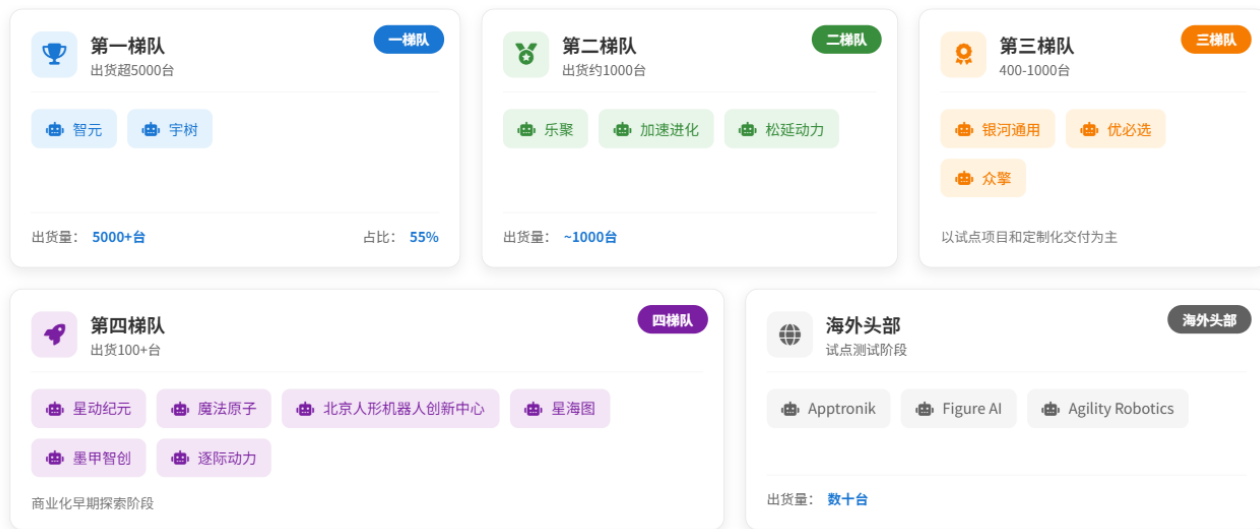 第一梯队
一梯队
出货超5000台
智元
宇树
出货量： 5000+台
占比： 55%
第二梯队
二梯队
出货约1000台
乐聚
加速进化
松延动力
出货量： ~1000台
第三梯队
三梯队
400-1000台
银河通用
优必选
众擎
以试点项目和定制化交付为主
第四梯队
四梯队
出货100+台
星动纪元
魔法原子
北京人形机器人创新中心
星海图
墨甲智创
逐际动力
商业化早期探索阶段
海外头部
海外头部
试点测试阶段
Apptronik
Figure AI
Agility Robotics
出货量： 数十台